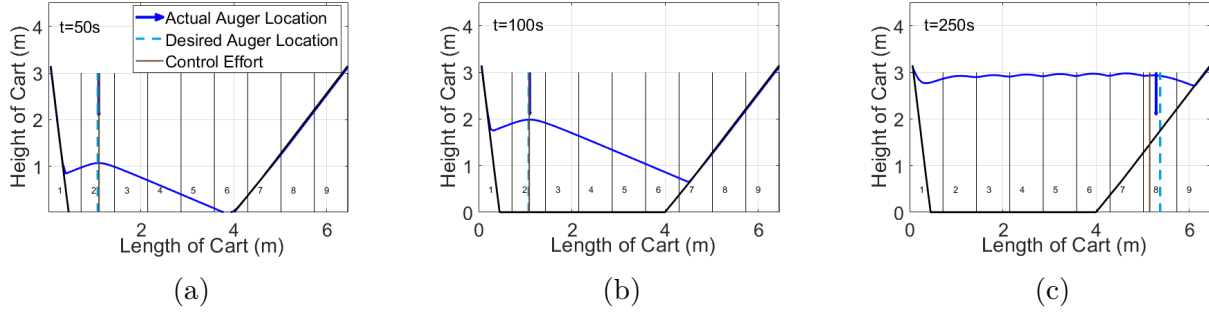 t=50s
Actual Auger Location
Desired Auger Location
Control Effort
Height of Cart (m)
4
3
2
1
0
1 2 3 4 5 6 7 8 9
2 4 6
Length of Cart (m)
(a)
t=100s
Height of Cart (m)
4
3
2
1
0
1 2 3 4 5 6 7 8 9
0 2 4 6
Length of Cart (m)
(b)
t=250s
Height of Cart (m)
4
3
2
1
0
1 2 3 4 5 6 7 8 9
0 2 4 6
Length of Cart (m)
(c)